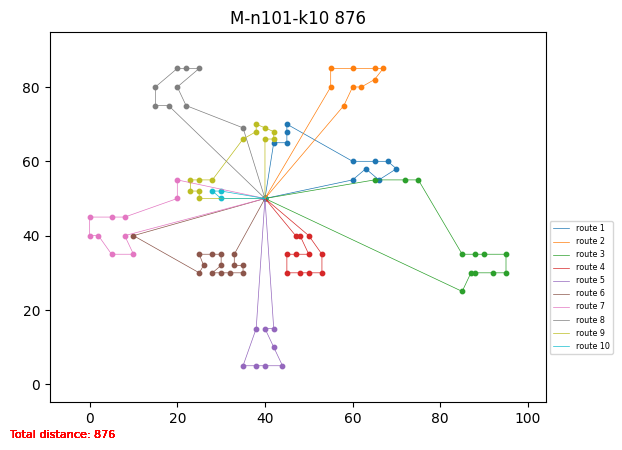 M-n101-k10 876
80
60
40
20
0
0 20 40 60 80 100
route 1
route 2
route 3
route 4
route 5
route 6
route 7
route 8
route 9
route 10
Total distance: 876